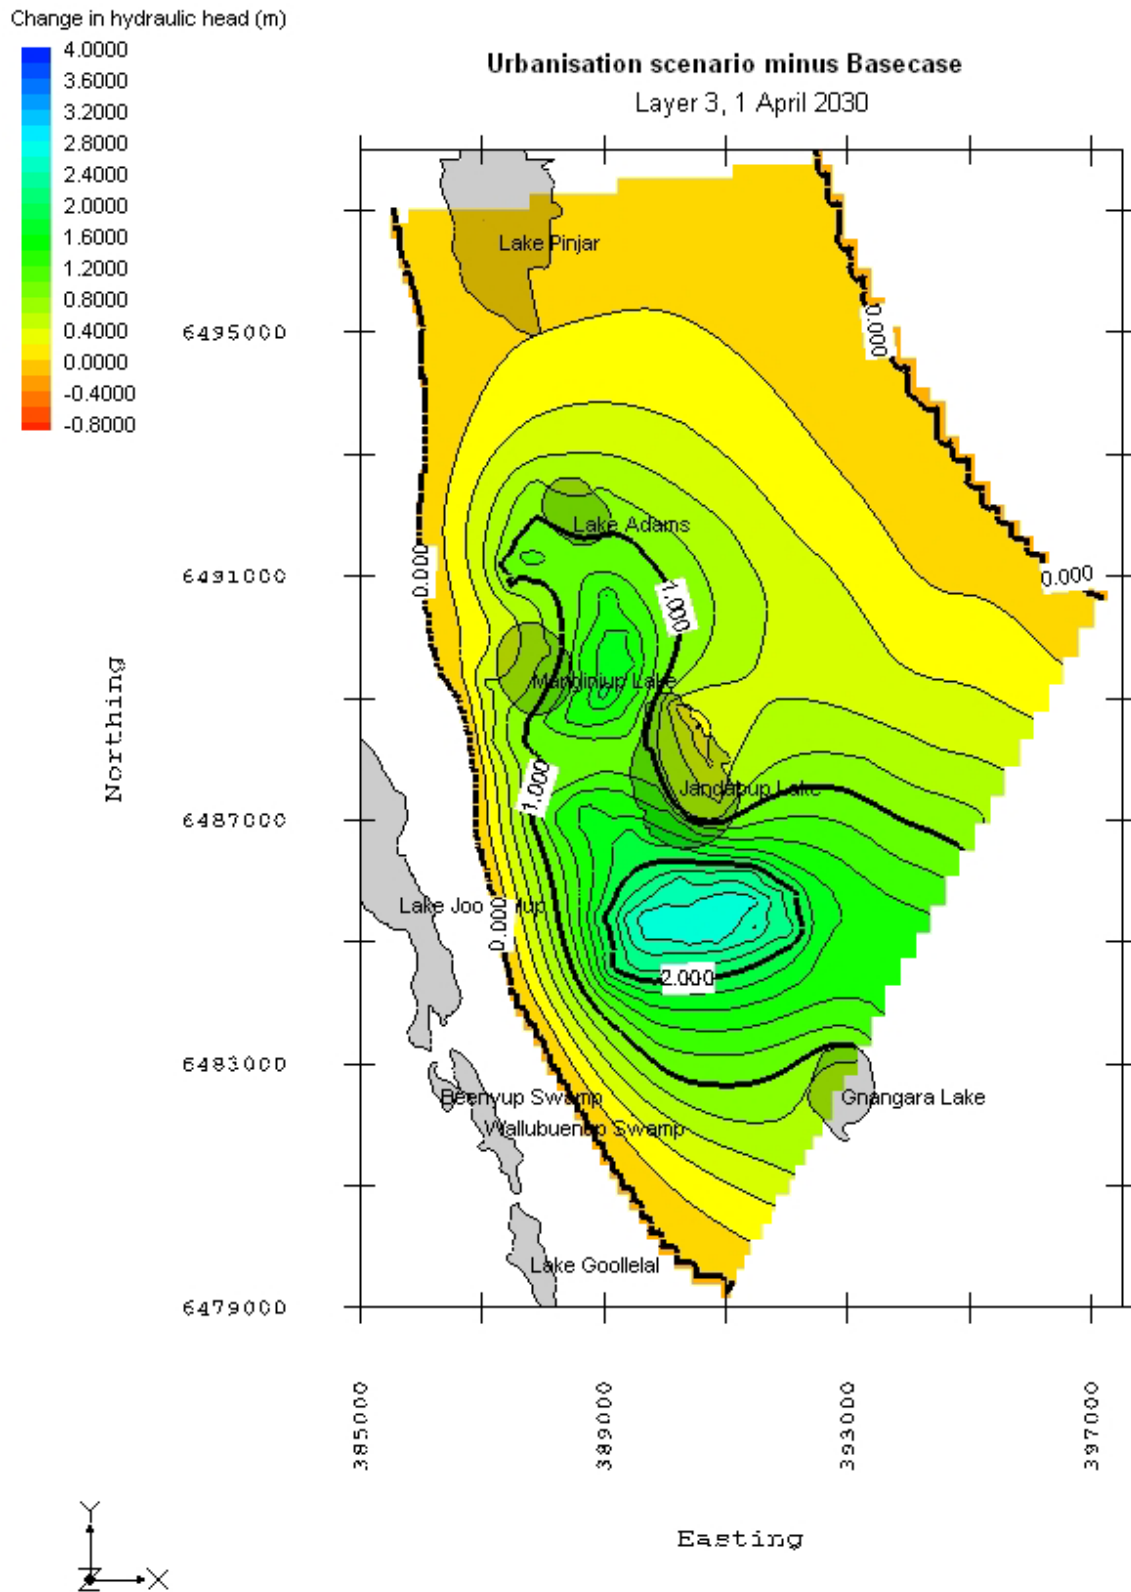 Change in hydraulic head (m)
4.0000
3.6000
3.2000
2.8000
2.4000
2.0000
1.6000
1.2000
0.8000
0.4000
0.0000
-0.4000
-0.8000
Urbanisation scenario minus Basecase
Layer 3, 1 April 2030
Lake Pinjar
6495000
0.000
Lake Adams
6491000
0.000
1.000
0.000
Mariginiup Lake
Northing
1.000
Jandabup Lake
6487000
Lake Joo lup
0.000
2.000
6483000
Beenyup Swamp
Gnangara Lake
Wallubuenup Swamp
Lake Goollelal
6479000
385000
389000
393000
397000
Easting
Y
Z
X